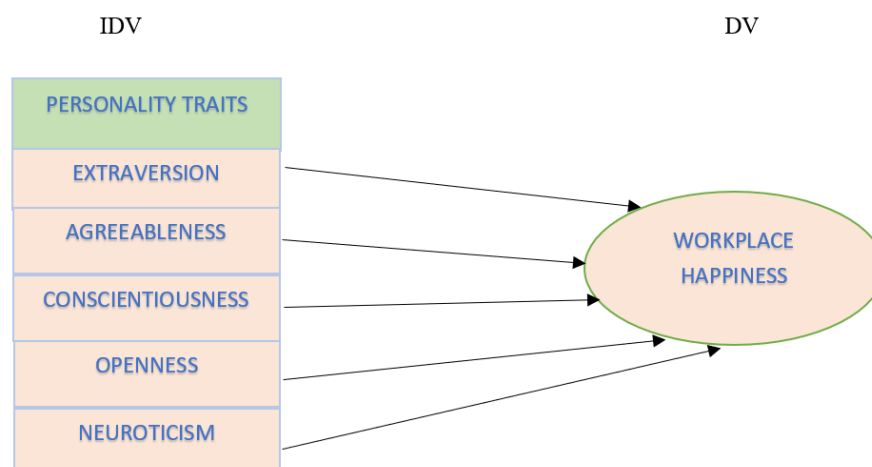 IDV
DV
PERSONALITY TRAITS
EXTRAVERSION
AGREEABLENESS
CONSCIENTIOUSNESS
OPENNESS
NEUROTICISM
WORKPLACE
HAPPINESS